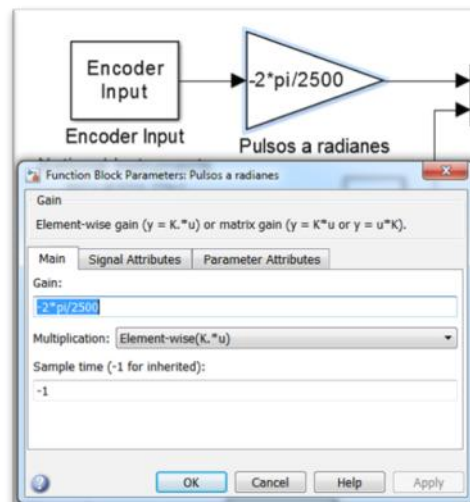 Encoder
Input
-2*pi/2500
Encoder Input
Pulsos a radianes
Function Block Parameters: Pulsos a radianes
Gain
Element-wise gain (y = K.*u) or matrix gain (y = K*u or y = u*K).
Main Signal Attributes Parameter Attributes
Gain:
-2*pi/2500
Multiplication: Element-wise(K.*u)
Sample time (-1 for inherited):
-1
OK Cancel Help Apply